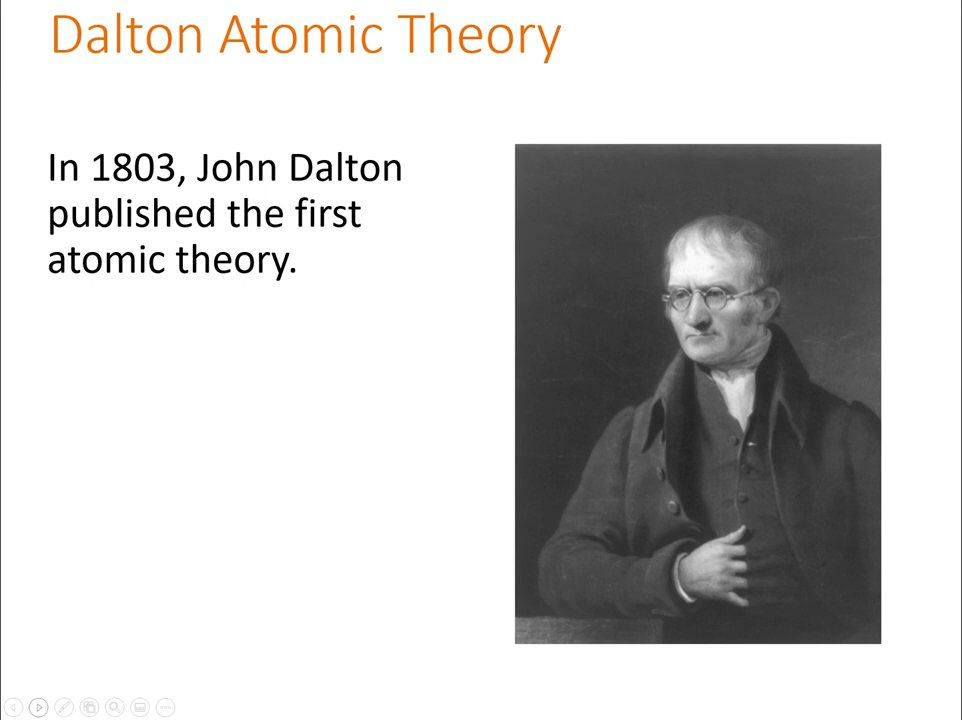 Dalton Atomic Theory
In 1803, John Dalton
published the first
atomic theory.